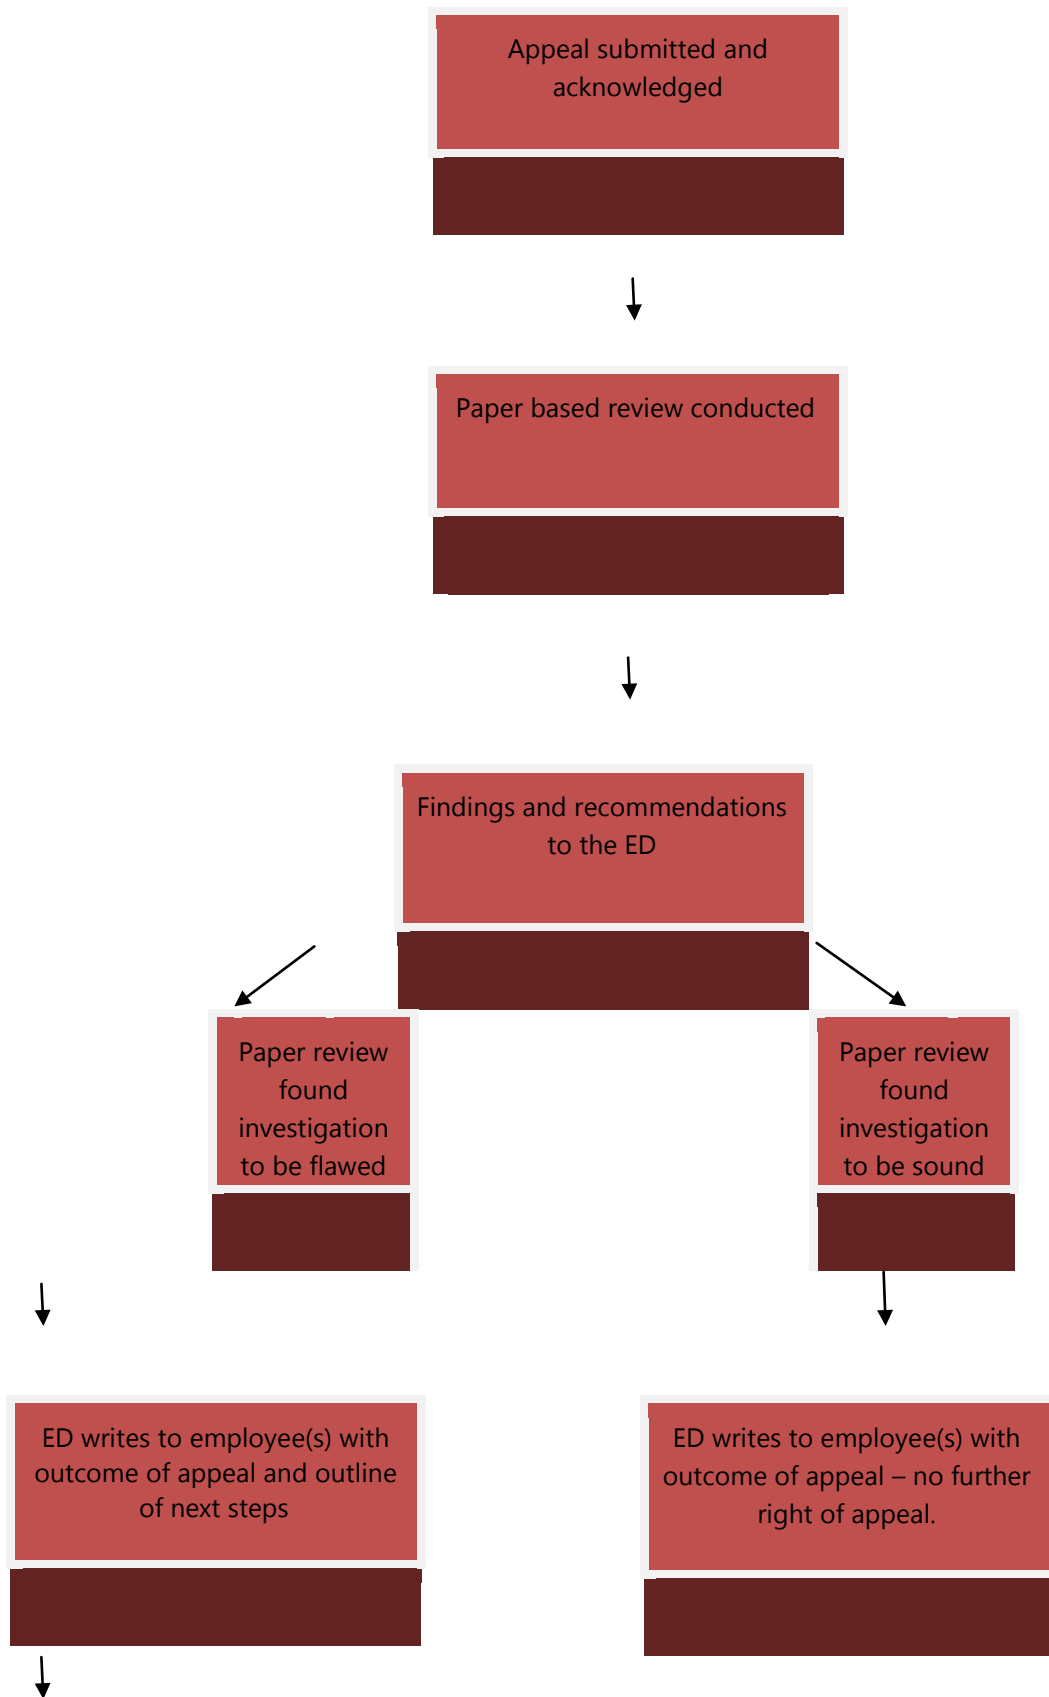 Appeal submitted and
acknowledged
Paper based review conducted
Findings and recommendations
to the ED
Paper review
found
investigation
to be flawed
Paper review
found
investigation
to be sound
ED writes to employee(s) with
outcome of appeal and outline
of next steps
ED writes to employee(s) with
outcome of appeal – no further
right of appeal.